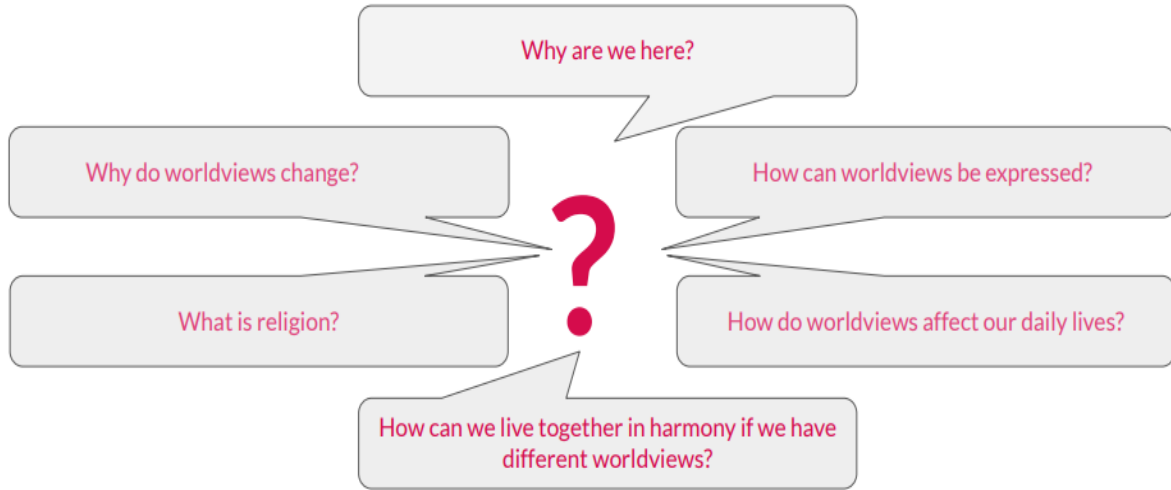 Why are we here?
Why do worldviews change?
How can worldviews be expressed?
?
What is religion?
How do worldviews affect our daily lives?
How can we live together in harmony if we have
different worldviews?